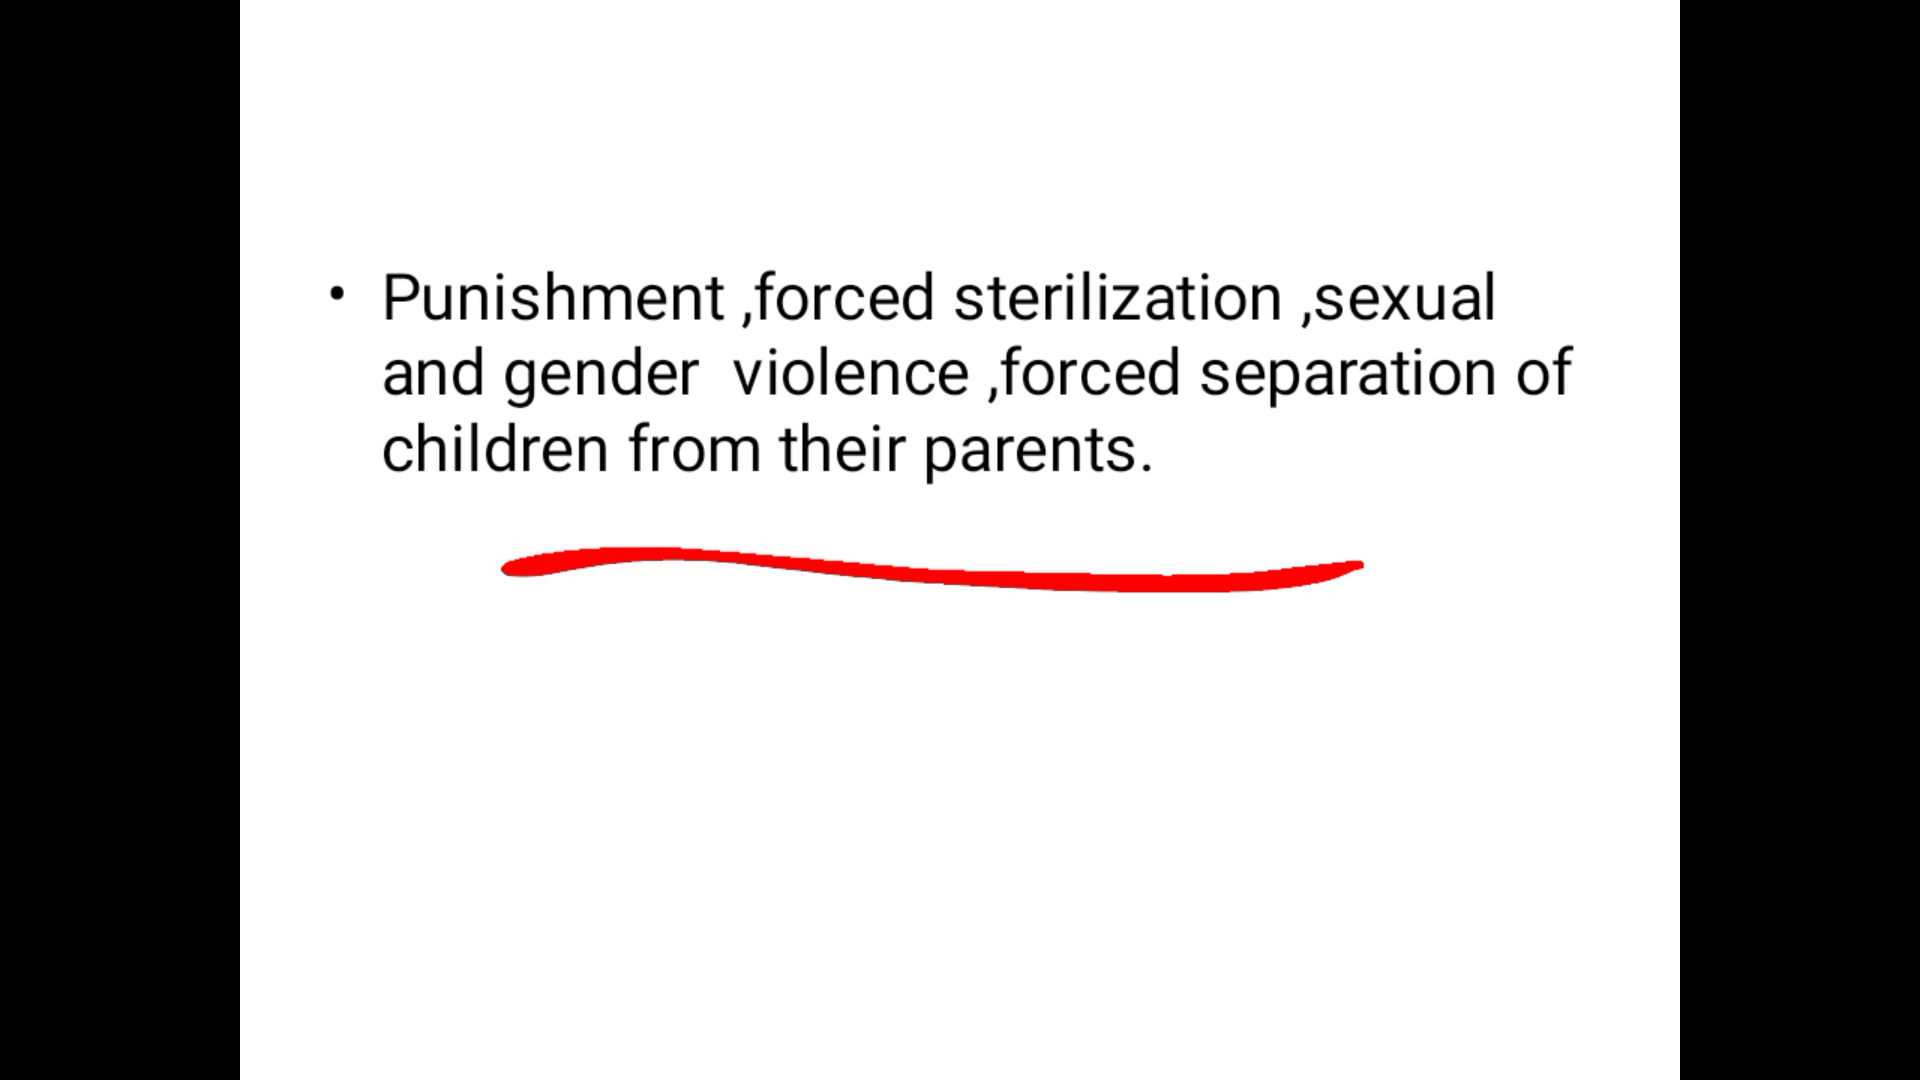 • Punishment ,forced sterilization ,sexual
and gender  violence ,forced separation of
children from their parents.